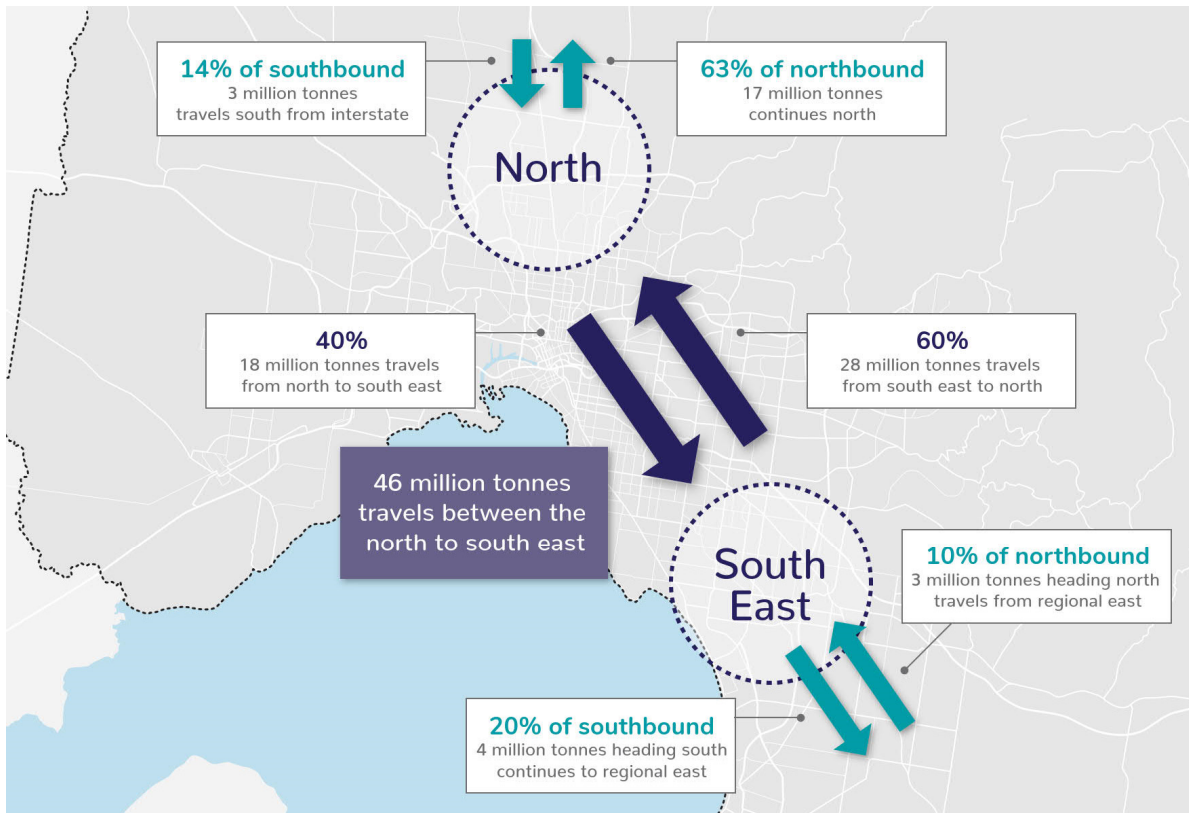 14% of southbound
3 million tonnes
travels south from interstate
63% of northbound
17 million tonnes
continues north
North
40%
18 million tonnes travels
from north to south east
60%
28 million tonnes travels
from south east to north
46 million tonnes
travels between the
north to south east
South
East
10% of northbound
3 million tonnes heading north
travels from regional east
20% of southbound
4 million tonnes heading south
continues to regional east